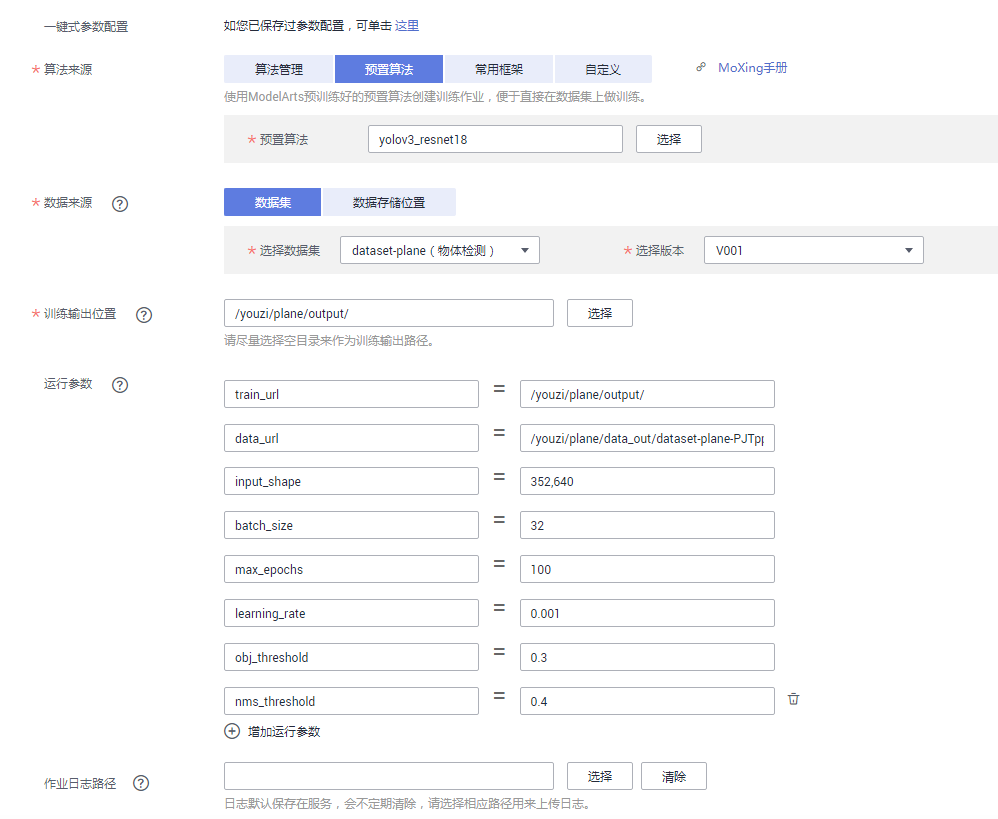 一键式参数配置 如您已保存过参数配置，可单击 这里
* 算法来源 算法管理 预置算法 常用框架 自定义 MoXing手册
使用ModelArts预训练好的预置算法创建训练作业，便于直接在数据集上做训练。
* 预置算法 yolov3_resnet18 选择
* 数据来源 ? 数据集 数据存储位置
* 选择数据集 dataset-plane（物体检测） * 选择版本 V001
* 训练输出位置 ? /youzi/plane/output/ 选择
请尽量选择空目录来作为训练输出路径。
运行参数 ? train_url = /youzi/plane/output/
data_url = /youzi/plane/data_out/dataset-plane-PJTpp
input_shape = 352,640
batch_size = 32
max_epochs = 100
learning_rate = 0.001
obj_threshold = 0.3
nms_threshold = 0.4
增加运行参数
作业日志路径 ? 选择 清除
日志默认保存在服务，会不定期清除，请选择相应路径用来上传日志。